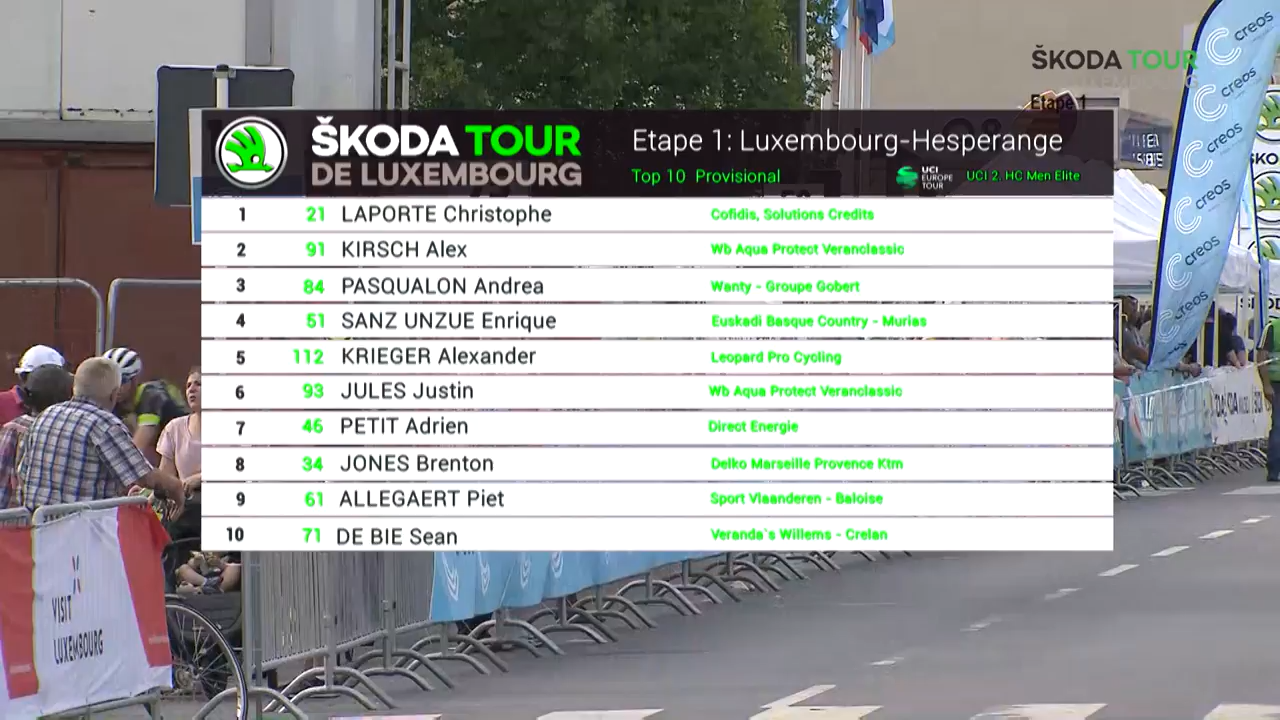 creos
ŠKODA TOUR
Etape 1
creos
ŠKODA TOUR
DE LUXEMBOURG
Etape 1: Luxembourg-Hesperange
Top 10 Provisional
UCI EUROPE TOUR
UCI 2. HC Men Elite
1 21 LAPORTE Christophe Cofidis, Solutions Credits
2 91 KIRSCH Alex Wb Aqua Protect Veranclassic
3 84 PASQUALON Andrea Wanty - Groupe Gobert
4 51 SANZ UNZUE Enrique Euskadi Basque Country - Murias
5 112 KRIEGER Alexander Leopard Pro Cycling
6 93 JULES Justin Wb Aqua Protect Veranclassic
7 46 PETIT Adrien Direct Energie
8 34 JONES Brenton Delko Marseille Provence Ktm
9 61 ALLEGAERT Piet Sport Vlaanderen - Baloise
10 71 DE BIE Sean Veranda`s Willems - Crelan
creos
creos
creos
creos
VISIT
LUXEMBOURG